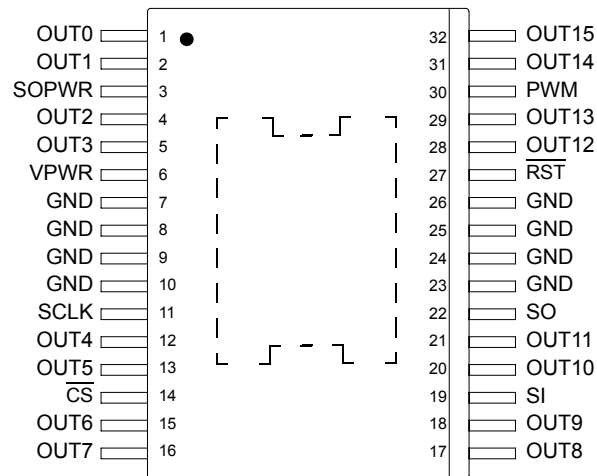 OUT0 1 32 OUT15
OUT1 2 31 OUT14
SOPWR 3 30 PWM
OUT2 4 29 OUT13
OUT3 5 28 OUT12
VPWR 6 27 RST
GND 7 26 GND
GND 8 25 GND
GND 9 24 GND
GND 10 23 GND
SCLK 11 22 SO
OUT4 12 21 OUT11
OUT5 13 20 OUT10
CS 14 19 SI
OUT6 15 18 OUT9
OUT7 16 17 OUT8